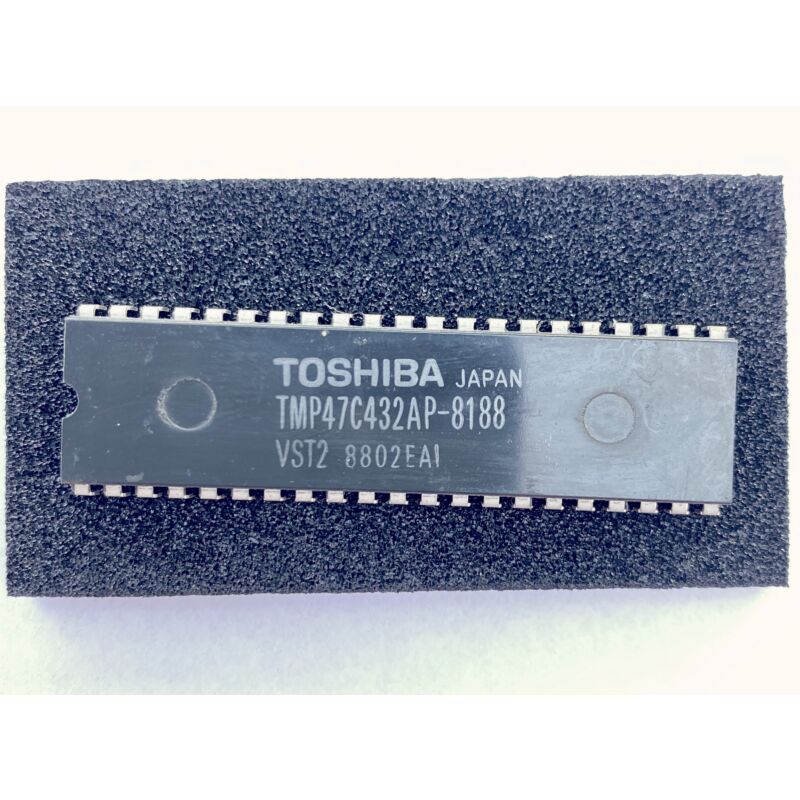 TOSHIBA JAPAN
TMP47C432AP-8188
VST2 8802EAI